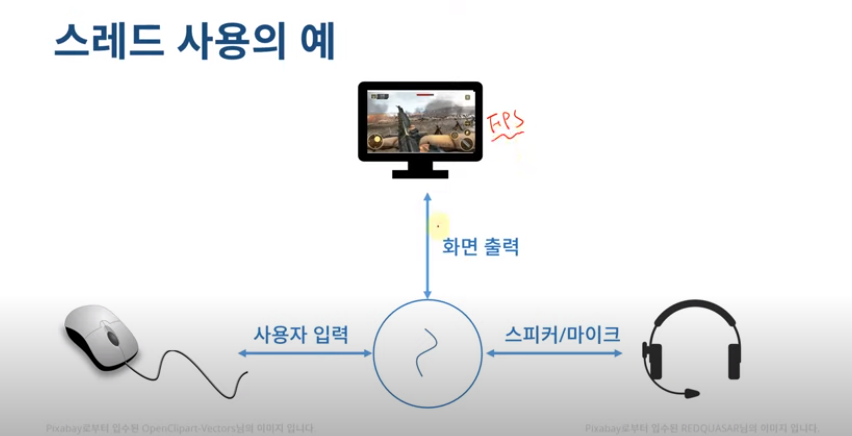 스레드 사용의 예
FPS
화면 출력
사용자 입력
스피커/마이크
Pixabay로부터 입수된 OpenClipart-Vectors님의 이미지 입니다.
Pixabay로부터 입수된 REDQUASAR님의 이미지 입니다.